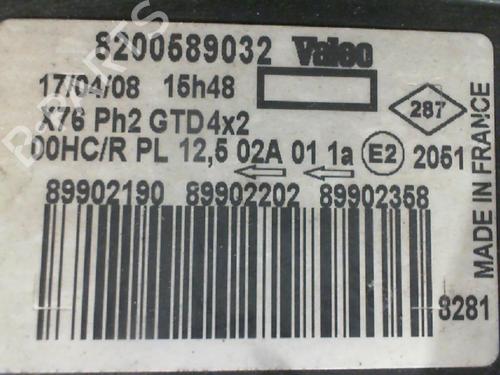 8200589032 Valeo
17/04/08 15h48
287
X76 Ph2 GTD4x2
00HC/R PL 12,5 02A 01 1a E2 2051
89902190 89902202 89902358
8281
MADE IN FRANCE